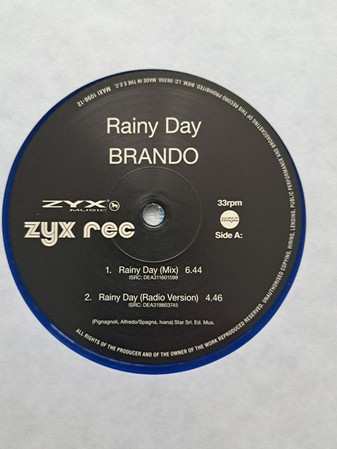 Rainy Day
BRANDO
ZYX
MUSIC
zyx rec
33rpm
Side A:
1. Rainy Day (Mix) 6.44
ISRC: DEA311601599
2. Rainy Day (Radio Version) 4.46
ISRC: DEA319803745
(Pignagnoli, Alfredo/Spagna, Ivana) Star Srl. Ed. Mus.
ALL RIGHTS OF THE PRODUCER AND OF THE OWNER OF THE WORK REPRODUCED RESERVED. UNAUTHORISED COPYING, HIRING, LENDING, PUBLIC PERFORMANCE AND BROADCASTING OF THIS RECORD PROHIBITED. MADE IN THE E.E.C. MAXI 1098-12